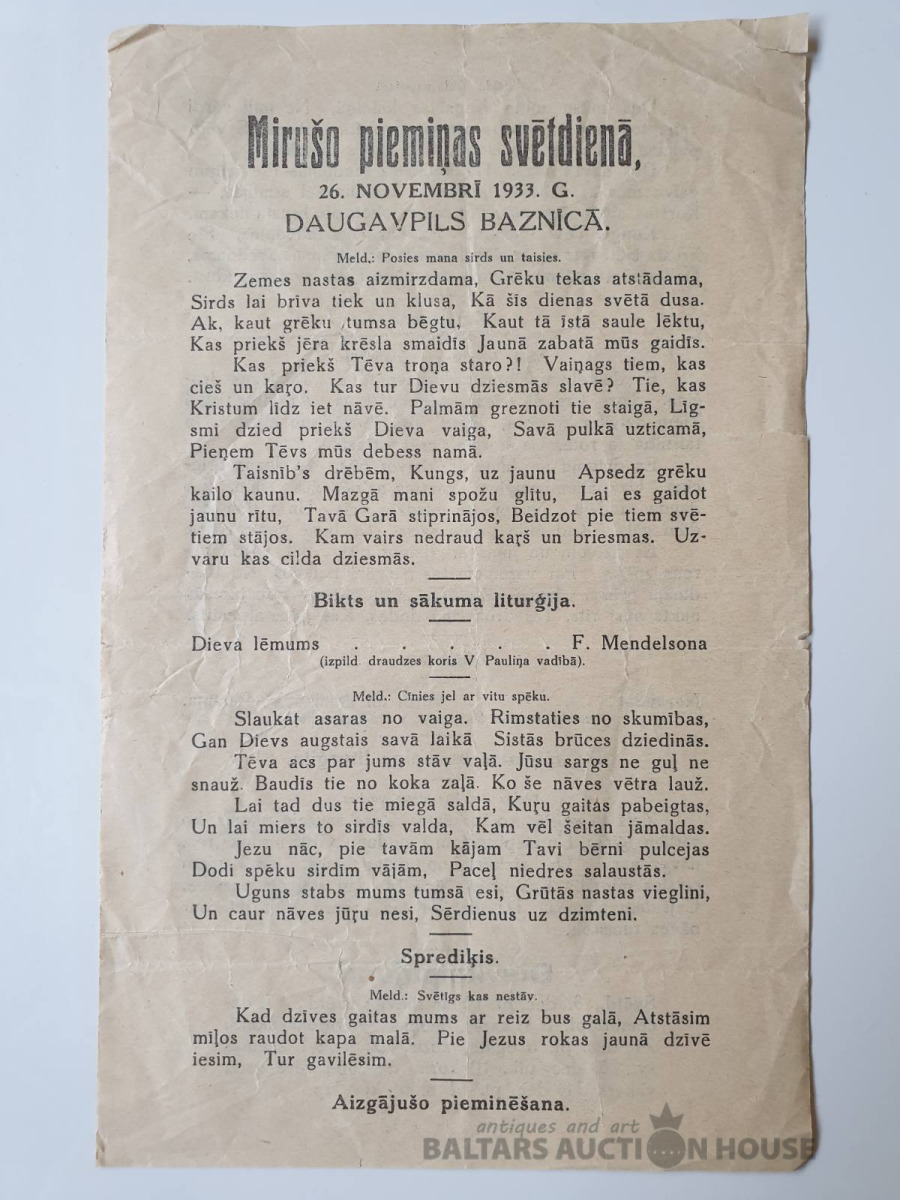 Mirušo piemiņas svētdienā,
26. NOVEMBRĪ 1933. G.
DAUGAVPILS BAZNĪCĀ.
Meld.: Posies mana sirds un taisies.
Zemes nastas aizmirzdama, Grēku tekas atstādama,
Sirds lai brīva tiek un klusa, Kā šīs dienas svētā dusa.
Ak, kaut grēku tumsa bēgtu, Kaut tā īstā saule lēktu,
Kas priekš jēra krēsla smaidīs Jaunā zabatā mūs gaidīs.
Kas priekš Tēva troņa staro?! Vaiņags tiem, kas
cieš un kaŗo. Kas tur Dievu dziesmās slavē? Tie, kas
Kristum līdz iet nāvē. Palmām greznoti tie staigā, Līg-
smi dzied priekš Dieva vaiga, Savā pulkā uzticamā,
Pieņem Tēvs mūs debess namā.
Taisnīb's drēbēm, Kungs, uz jaunu Apsedz grēku
kailo kaunu. Mazgā mani spožu glītu, Lai es gaidot
jaunu rītu, Tavā Garā stiprinājos, Beidzot pie tiem svē-
tiem stājos. Kam vairs nedraud kaŗš un briesmas. Uz-
varu kas cilda dziesmās.
Bikts un sākuma liturģija.
Dieva lēmums . . . . . F. Mendelsona
(izpild draudzes koris V Pauliņa vadībā).
Meld.: Cīnies jel ar vitu spēku.
Slaukat asaras no vaiga. Rimstaties no skumības,
Gan Dievs augstais savā laikā Sistās brūces dziedinās.
Tēva acs par jums stāv vaļā. Jūsu sargs ne guļ ne
snauž. Baudīs tie no koka zaļā. Ko še nāves vētra lauž.
Lai tad dus tie miegā saldā, Kuŗu gaitas pabeigtas,
Un lai miers to sirdīs valda, Kam vēl šeitan jāmaldas.
Jezu nāc, pie tavām kājam Tavi bērni pulcejas
Dodi spēku sirdīm vājām, Paceļ niedres salaustās.
Uguns stabs mums tumsā esi, Grūtās nastas vieglini,
Un caur nāves jūŗu nesi, Sērdienus uz dzimteni.
Sprediķis.
Meld.: Svētīgs kas nestāv.
Kad dzīves gaitas mums ar reiz bus galā, Atstāsim
mīļos raudot kapa malā. Pie Jezus rokas jaunā dzīvē
iesim, Tur gavilēsim.
Aizgājušo pieminēšana.
antiques and art
BALTARS AUCTION HOUSE